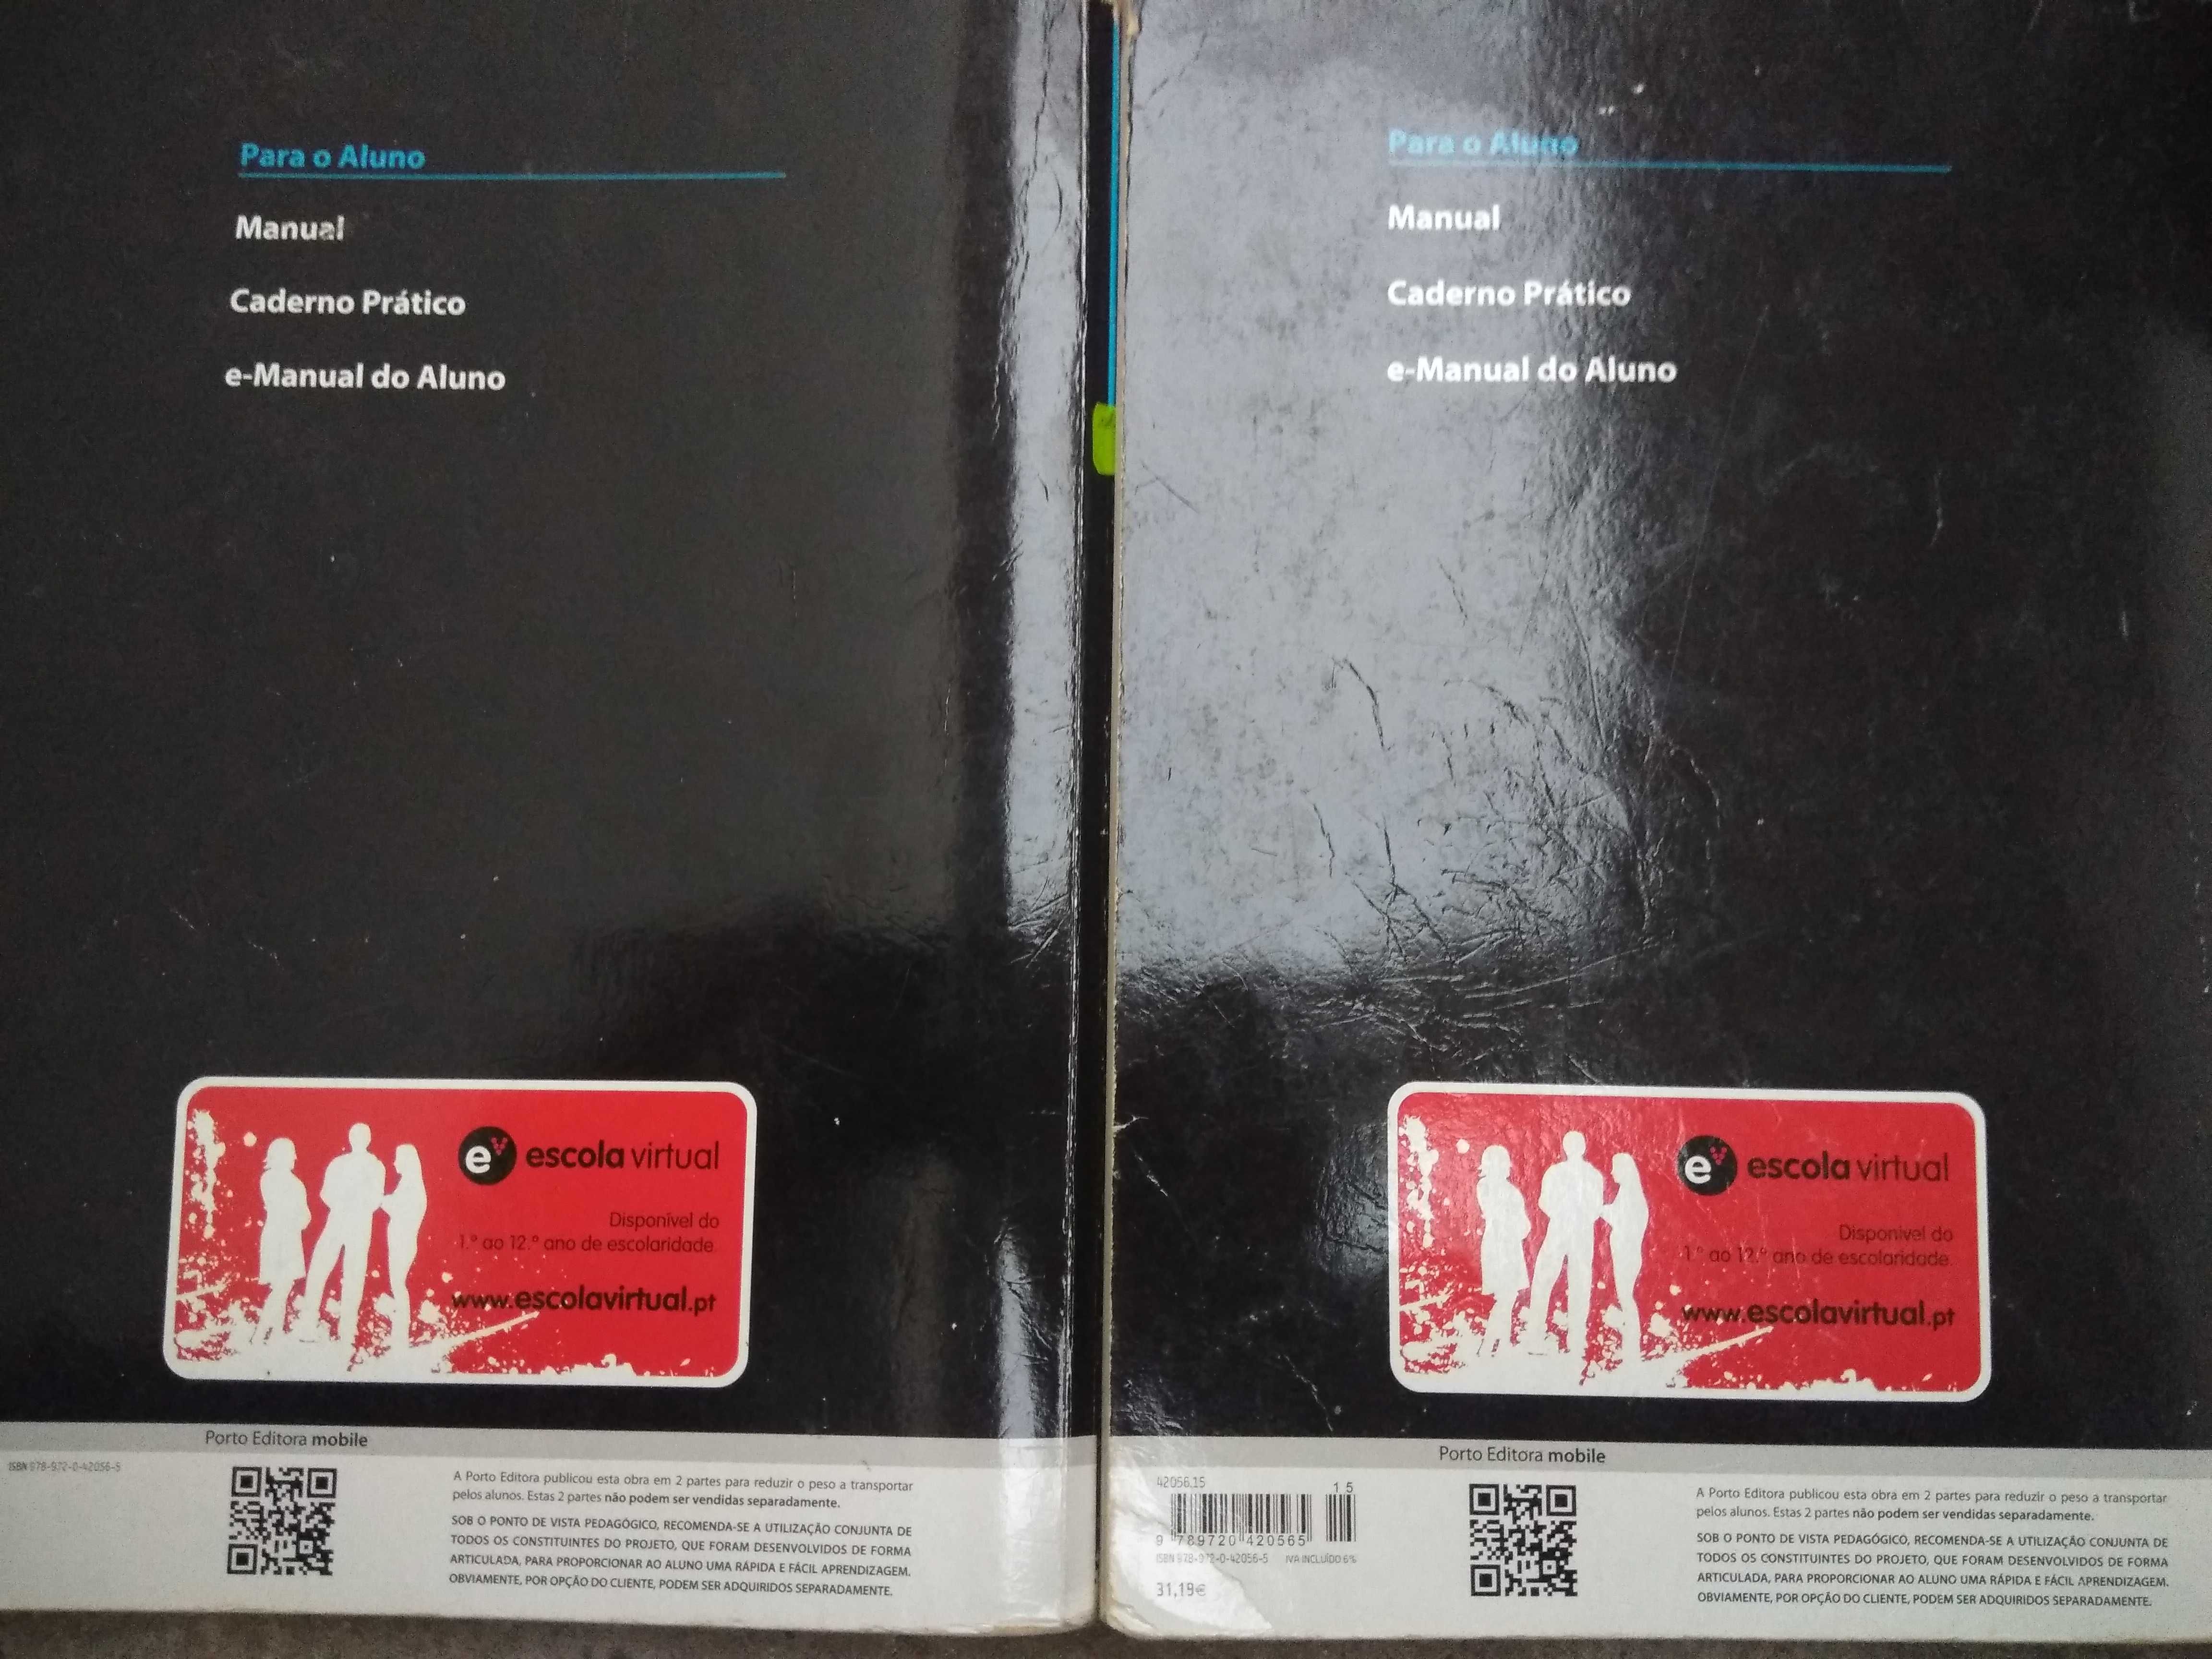 Para o Aluno
Manual
Caderno Prático
e-Manual do Aluno
e escola virtual
Disponível do
1.º ao 12.º ano de escolaridade
www.escolavirtual.pt
Porto Editora mobile
ISBN 978-972-0-42056-5
A Porto Editora publicou esta obra em 2 partes para reduzir o peso a transportar
pelos alunos. Estas 2 partes não podem ser vendidas separadamente.
SOB O PONTO DE VISTA PEDAGÓGICO, RECOMENDA-SE A UTILIZAÇÃO CONJUNTA DE
TODOS OS CONSTITUINTES DO PROJETO, QUE FORAM DESENVOLVIDOS DE FORMA
ARTICULADA, PARA PROPORCIONAR AO ALUNO UMA RÁPIDA E FÁCIL APRENDIZAGEM.
OBVIAMENTE, POR OPÇÃO DO CLIENTE, PODEM SER ADQUIRIDOS SEPARADAMENTE.
Para o Aluno
Manual
Caderno Prático
e-Manual do Aluno
e escola virtual
Disponível do
1.º ao 12.º ano de escolaridade
www.escolavirtual.pt
Porto Editora mobile
42056.15
1 5
9 789720 420565
ISBN 978-972-0-42056-5 IVA INCLUÍDO 6%
31,19€
A Porto Editora publicou esta obra em 2 partes para reduzir o peso a transportar
pelos alunos. Estas 2 partes não podem ser vendidas separadamente.
SOB O PONTO DE VISTA PEDAGÓGICO, RECOMENDA-SE A UTILIZAÇÃO CONJUNTA DE
TODOS OS CONSTITUINTES DO PROJETO, QUE FORAM DESENVOLVIDOS DE FORMA
ARTICULADA, PARA PROPORCIONAR AO ALUNO UMA RÁPIDA E FÁCIL APRENDIZAGEM.
OBVIAMENTE, POR OPÇÃO DO CLIENTE, PODEM SER ADQUIRIDOS SEPARADAMENTE.